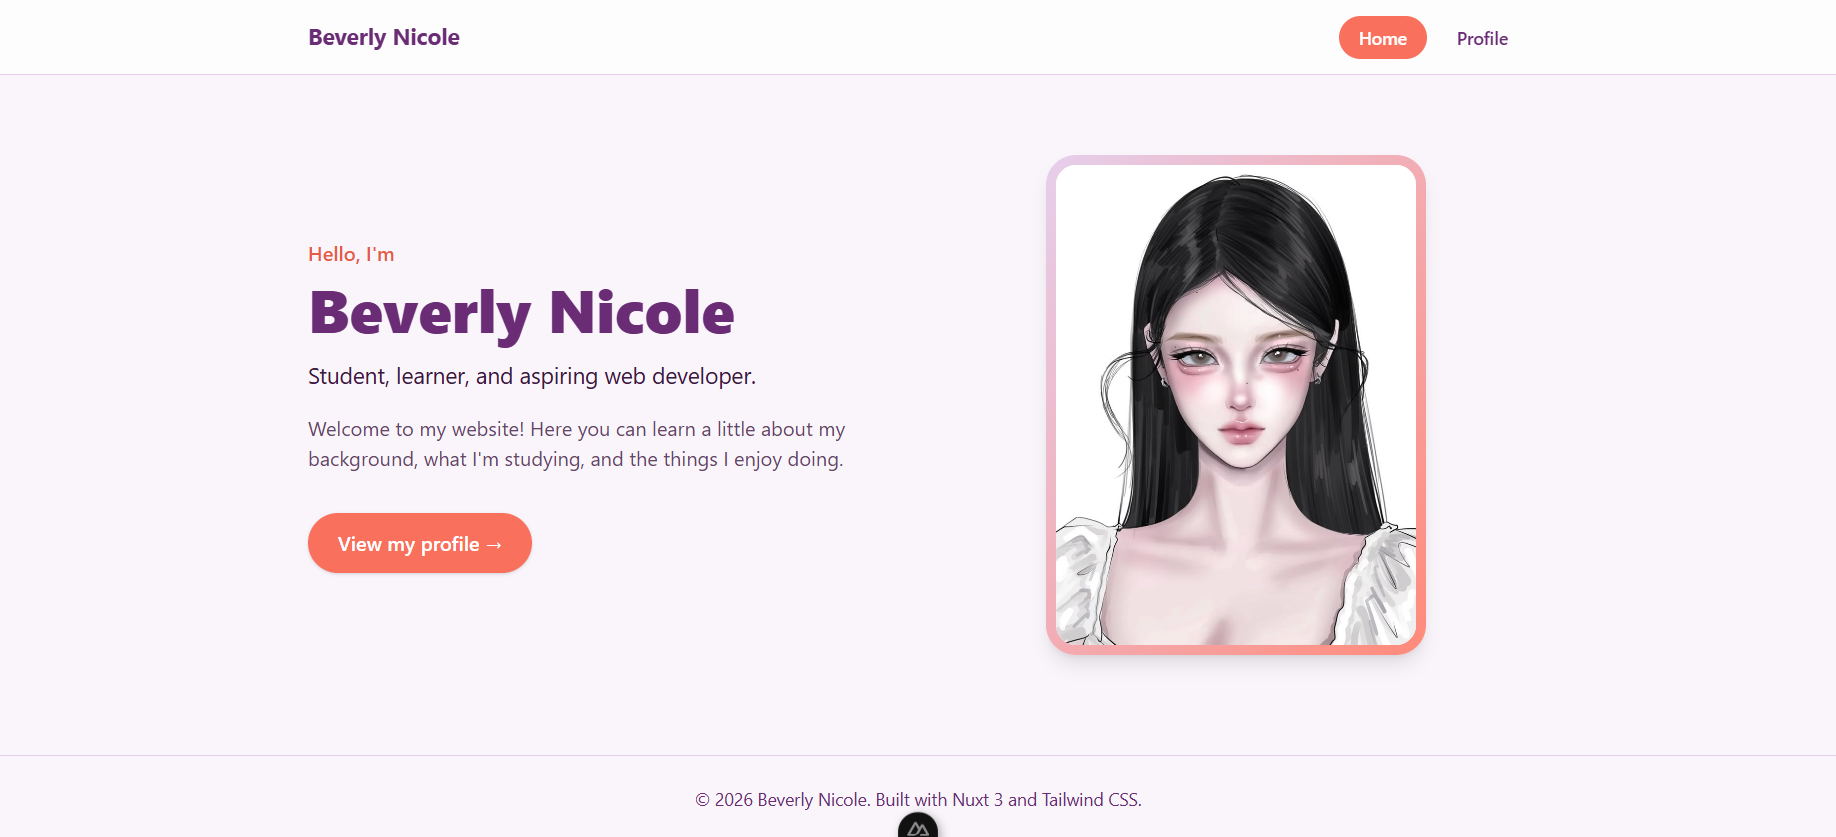 Beverly Nicole
Home
Profile
Hello, I'm
Beverly Nicole
Student, learner, and aspiring web developer.
Welcome to my website! Here you can learn a little about my
background, what I'm studying, and the things I enjoy doing.
View my profile →
© 2026 Beverly Nicole. Built with Nuxt 3 and Tailwind CSS.